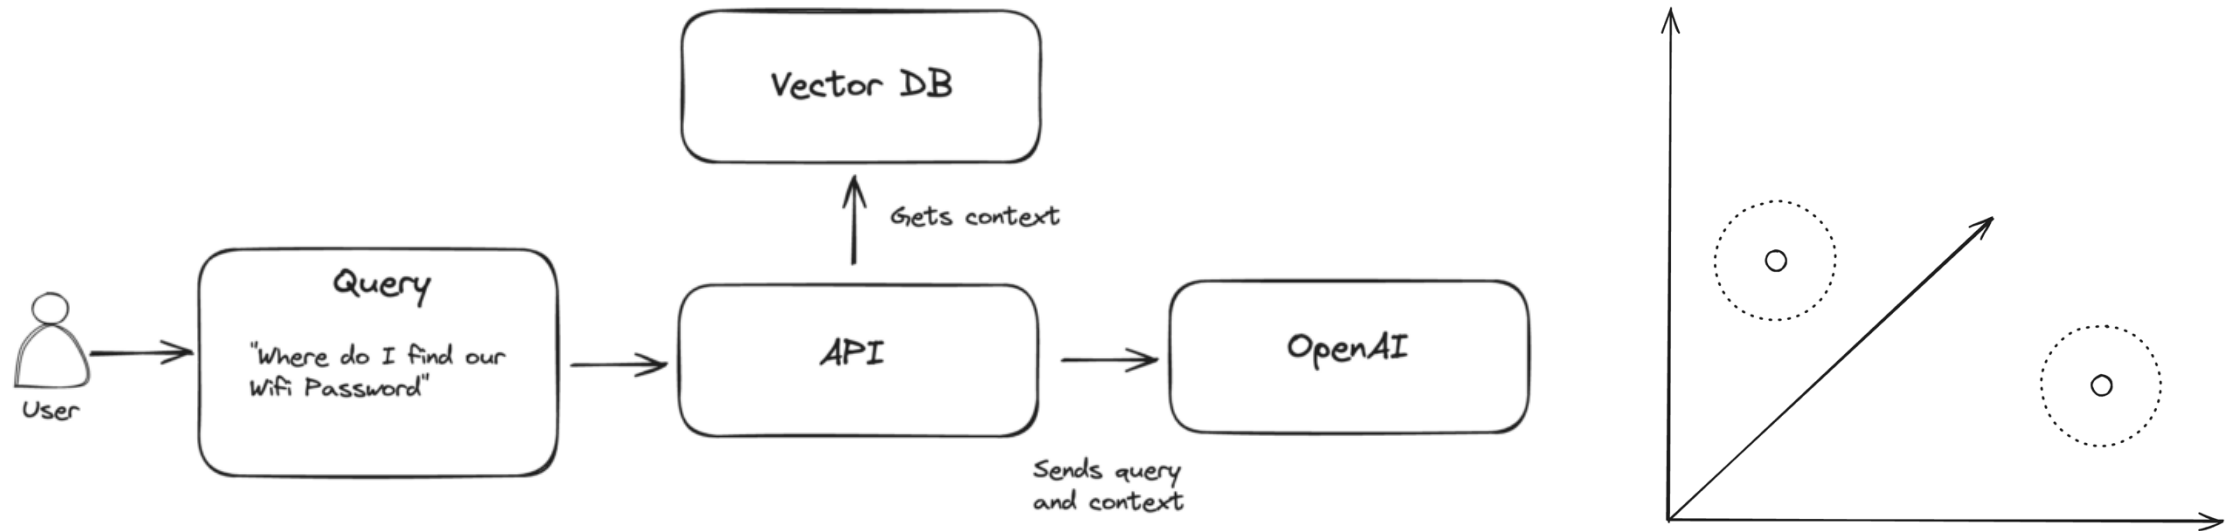 Vector DB
Gets context
Query
"Where do I find our
Wifi Password"
User
API
OpenAI
Sends query
and context